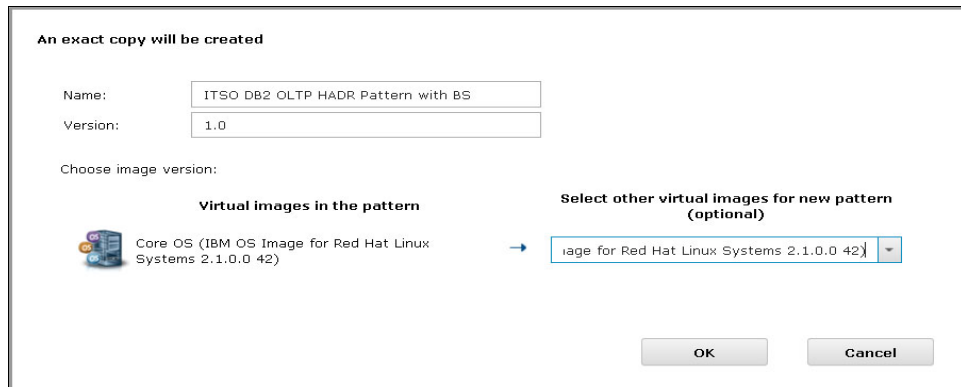 An exact copy will be created
Name:
ITSO DB2 OLTP HADR Pattern with BS
Version:
1.0
Choose image version:
Virtual images in the pattern
Select other virtual images for new pattern
(optional)
Core OS (IBM OS Image for Red Hat Linux
Systems 2.1.0.0 42)
age for Red Hat Linux Systems 2.1.0.0 42)
OK
Cancel